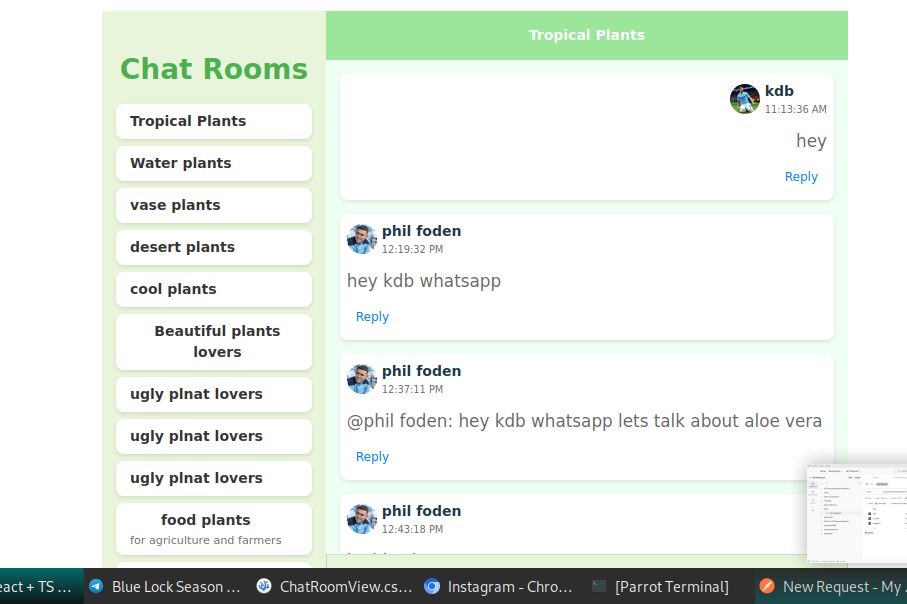 Chat Rooms
Tropical Plants
Water plants
vase plants
desert plants
cool plants
Beautiful plants
lovers
ugly plnat lovers
ugly plnat lovers
ugly plnat lovers
food plants
for agriculture and farmers
Tropical Plants
kdb
11:13:36 AM
hey
Reply
phil foden
12:19:32 PM
hey kdb whatsapp
Reply
phil foden
12:37:11 PM
@phil foden: hey kdb whatsapp lets talk about aloe vera
Reply
phil foden
12:43:18 PM
eact + TS ...
Blue Lock Season ...
ChatRoomView.cs...
Instagram - Chro...
[Parrot Terminal]
New Request - My